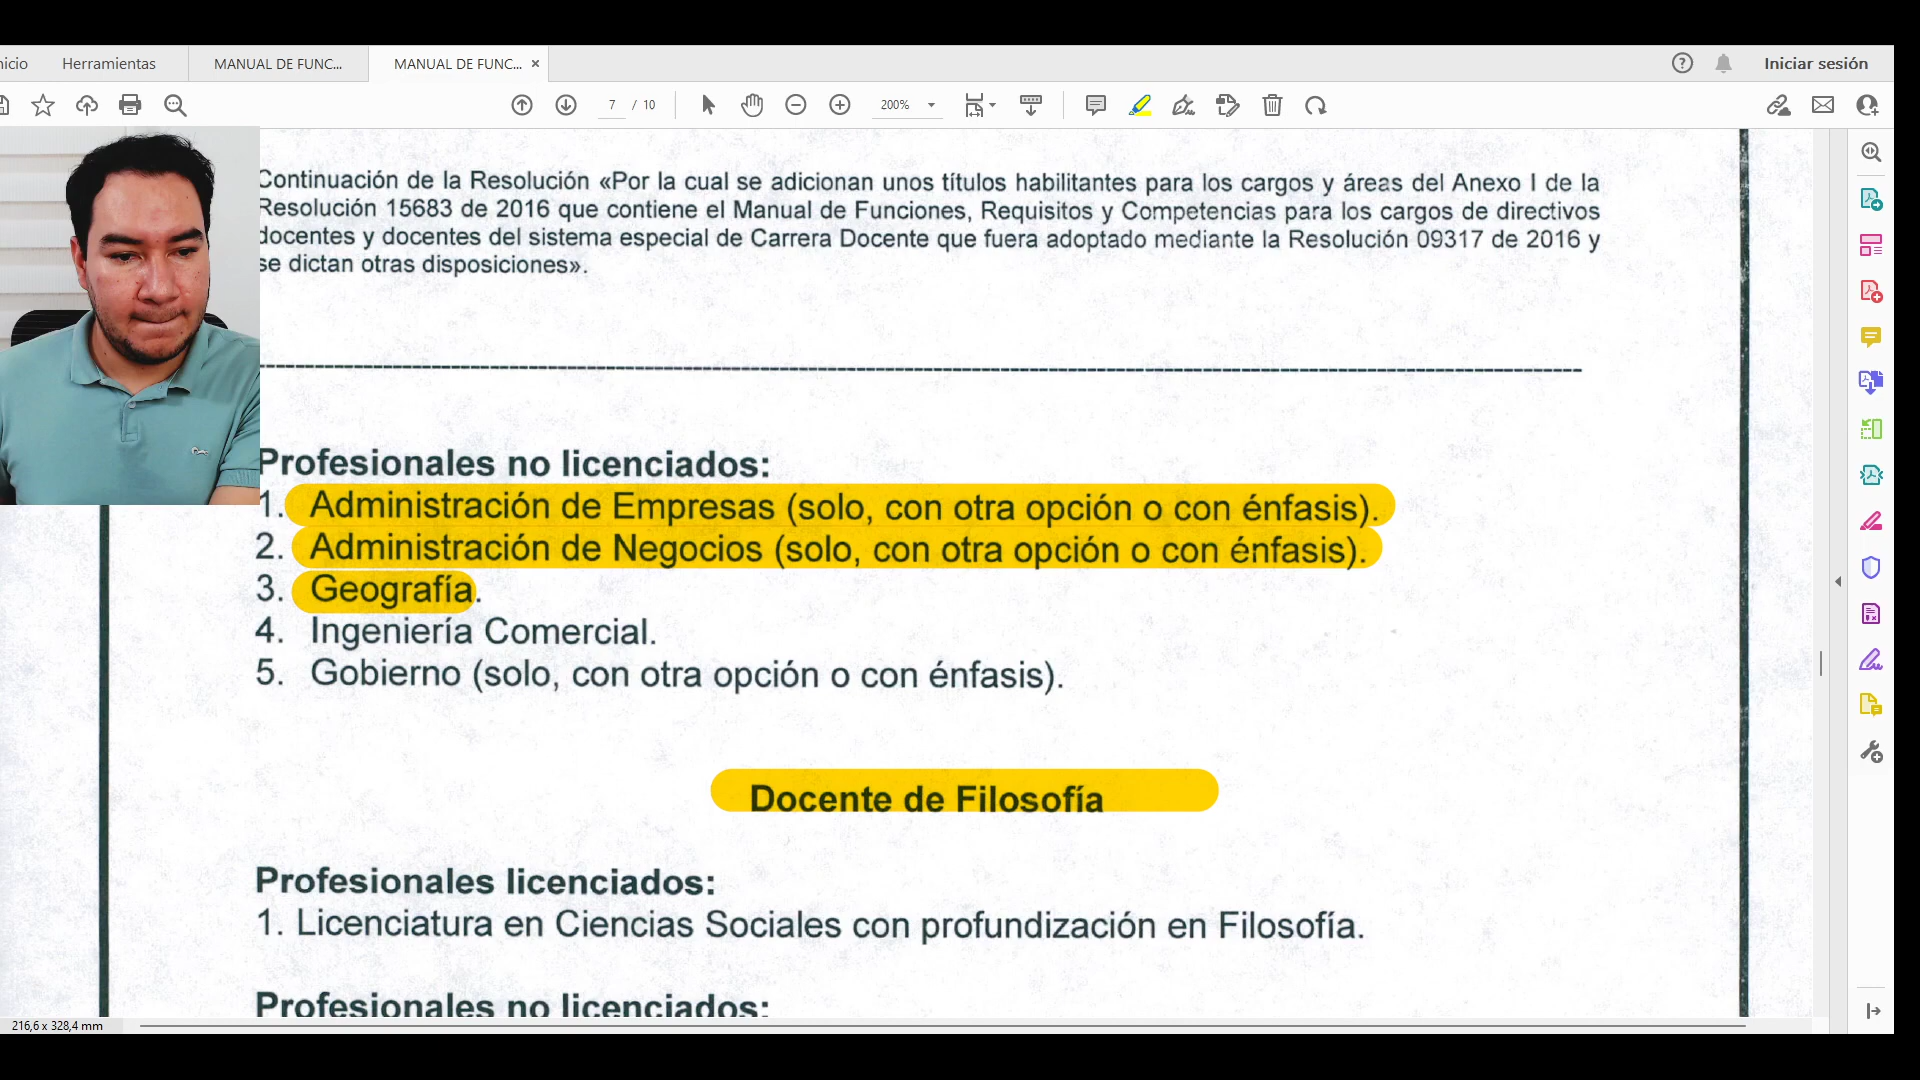 nicio
Herramientas
MANUAL DE FUNC...
MANUAL DE FUNC...
Iniciar sesión
7 / 10
200%
Continuación de la Resolución «Por la cual se adicionan unos títulos habilitantes para los cargos y áreas del Anexo I de la
Resolución 15683 de 2016 que contiene el Manual de Funciones, Requisitos y Competencias para los cargos de directivos
docentes y docentes del sistema especial de Carrera Docente que fuera adoptado mediante la Resolución 09317 de 2016 y
se dictan otras disposiciones».
Profesionales no licenciados:
1. Administración de Empresas (solo, con otra opción o con énfasis).
2. Administración de Negocios (solo, con otra opción o con énfasis).
3. Geografía.
4. Ingeniería Comercial.
5. Gobierno (solo, con otra opción o con énfasis).
Docente de Filosofía
Profesionales licenciados:
1. Licenciatura en Ciencias Sociales con profundización en Filosofía.
Profesionales no licenciados:
216,6 x 328,4 mm